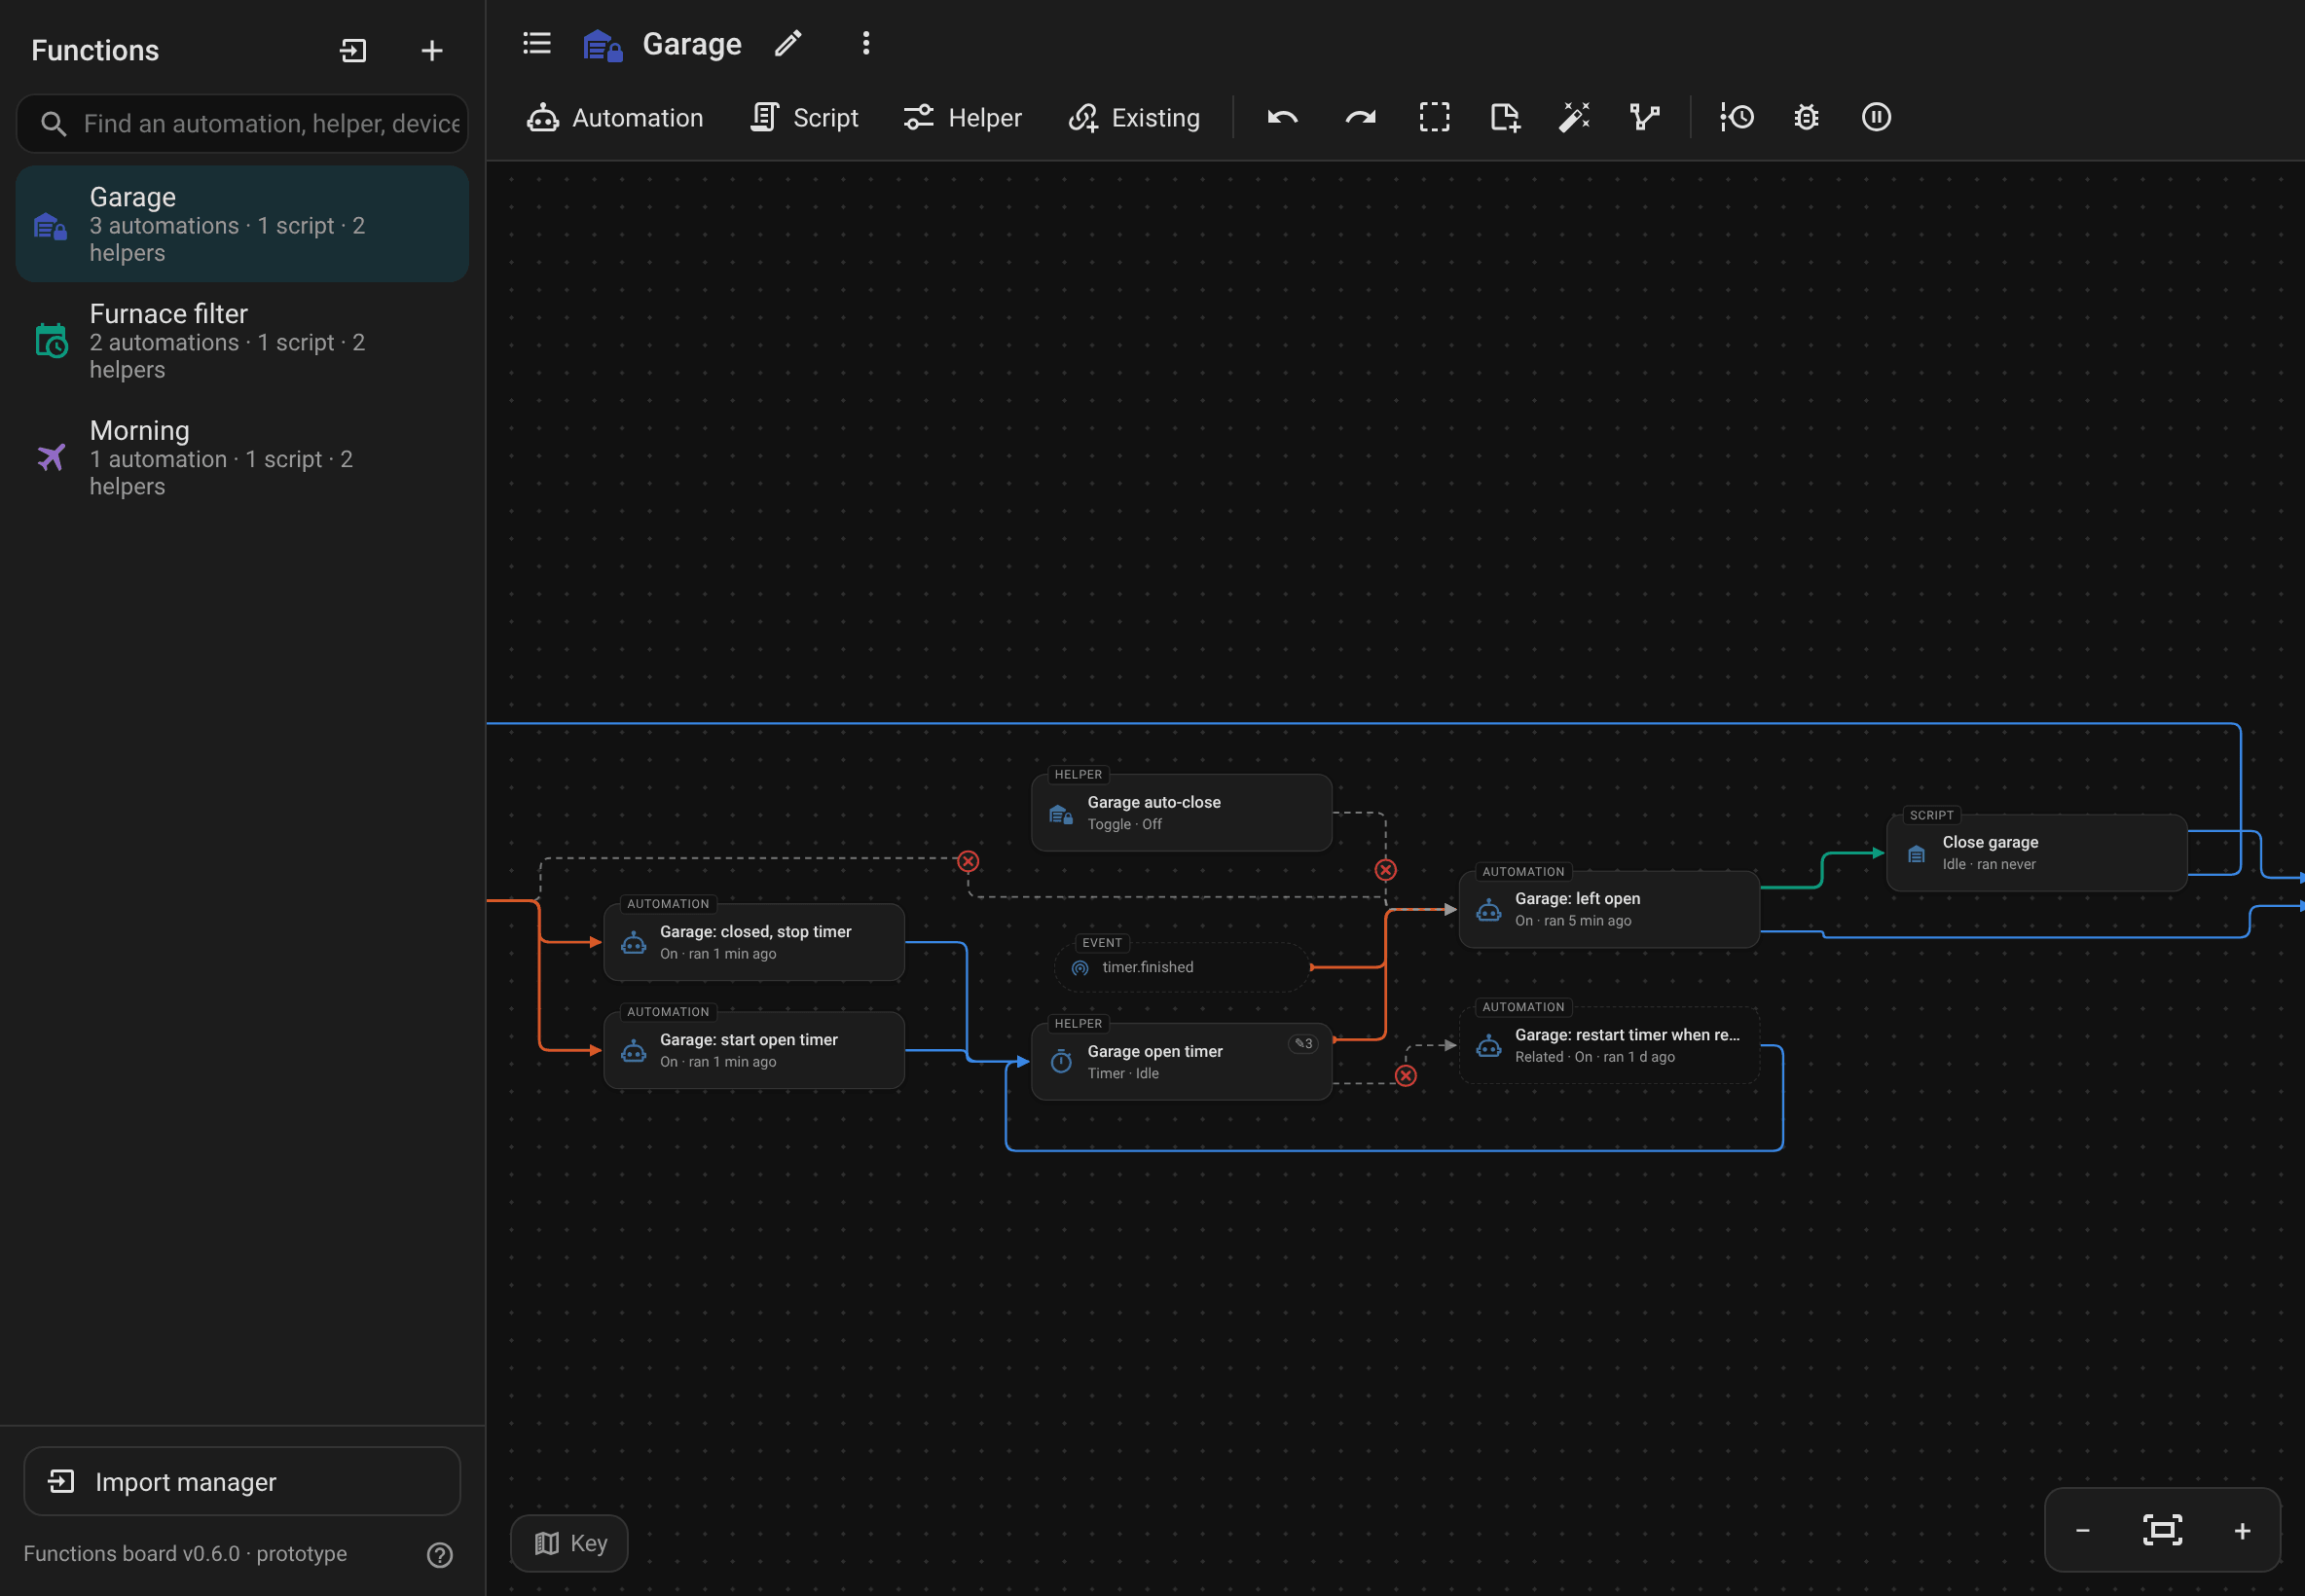 Functions
Find an automation, helper, device
Garage
3 automations · 1 script · 2
helpers
Furnace filter
2 automations · 1 script · 2
helpers
Morning
1 automation · 1 script · 2
helpers
Import manager
Functions board v0.6.0 · prototype
Garage
Automation
Script
Helper
Existing
HELPER
Garage auto-close
Toggle · Off
SCRIPT
Close garage
Idle · ran never
AUTOMATION
Garage: left open
On · ran 5 min ago
AUTOMATION
Garage: closed, stop timer
On · ran 1 min ago
EVENT
timer.finished
AUTOMATION
Garage: restart timer when re…
Related · On · ran 1 d ago
AUTOMATION
Garage: start open timer
On · ran 1 min ago
HELPER
Garage open timer
Timer · Idle
✎3
Key